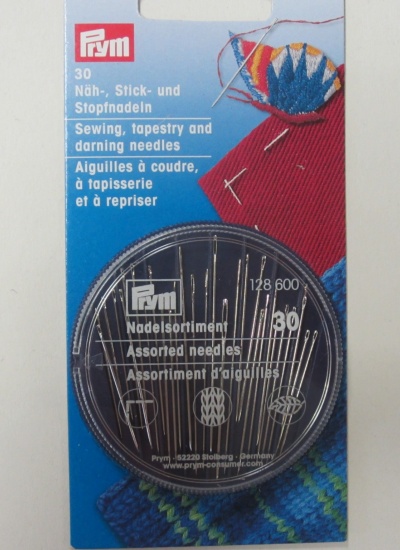 Prym
30
Näh-, Stick- und
Stopfnadeln
Sewing, tapestry and
darning needles
Aiguilles à coudre,
à tapisserie
et à repriser
Prym
128 600
Nadelsortiment 30
Assorted needles
Assortiment d'aiguilles
Prym - 52220 Stolberg - Germany
www.prym-consumer.com